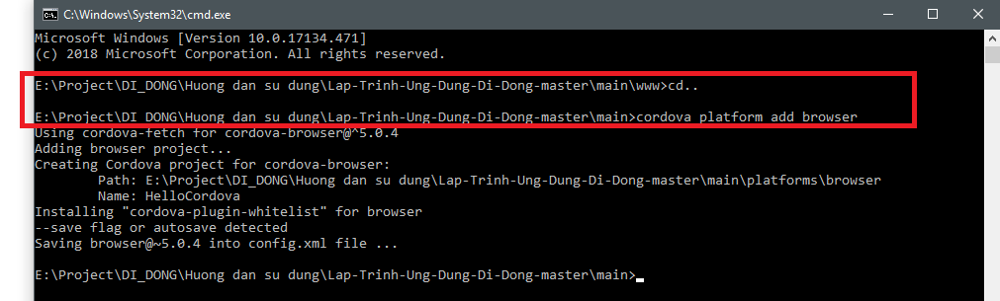 C:\Windows\System32\cmd.exe
Microsoft Windows [Version 10.0.17134.471]
(c) 2018 Microsoft Corporation. All rights reserved.
E:\Project\DI_DONG\Huong dan su dung\Lap-Trinh-Ung-Dung-Di-Dong-master\main\www>cd..
E:\Project\DI_DONG\Huong dan su dung\Lap-Trinh-Ung-Dung-Di-Dong-master\main>cordova platform add browser
Using cordova-fetch for cordova-browser@^5.0.4
Adding browser project...
Creating Cordova project for cordova-browser:
        Path: E:\Project\DI_DONG\Huong dan su dung\Lap-Trinh-Ung-Dung-Di-Dong-master\main\platforms\browser
        Name: HelloCordova
Installing "cordova-plugin-whitelist" for browser
--save flag or autosave detected
Saving browser@~5.0.4 into config.xml file ...
E:\Project\DI_DONG\Huong dan su dung\Lap-Trinh-Ung-Dung-Di-Dong-master\main>